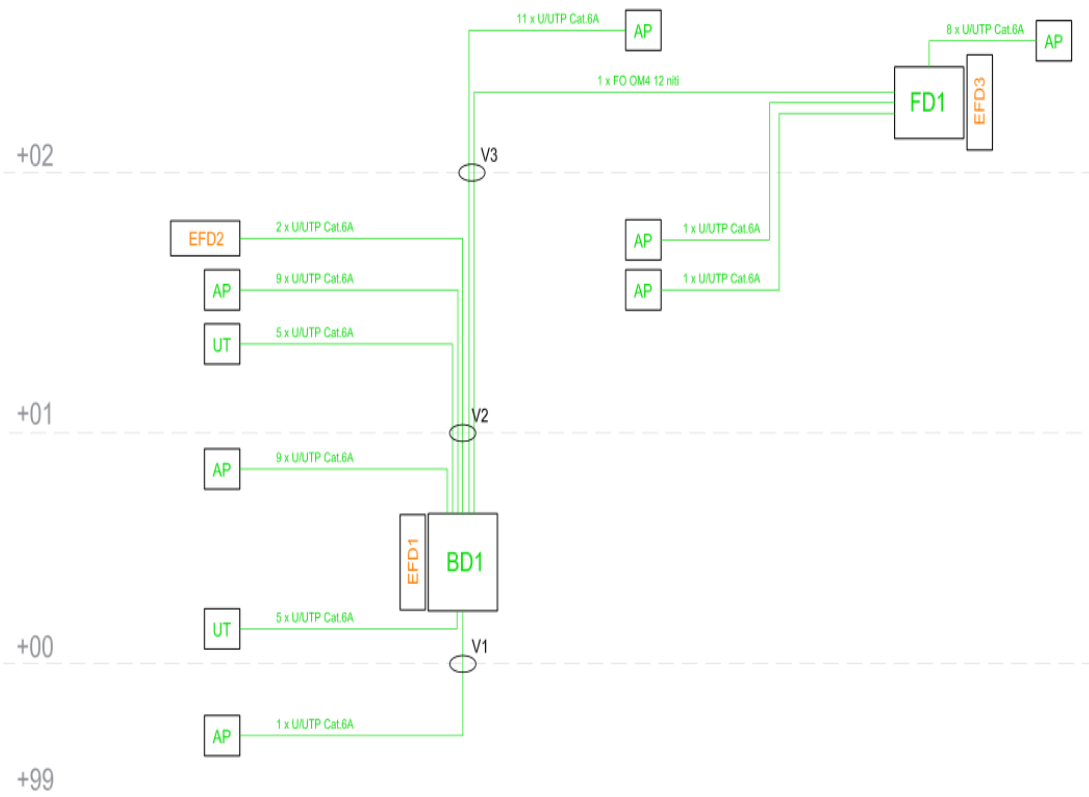 11 x U/UTP Cat.6A
AP
8 x U/UTP Cat.6A
AP
1 x FO OM4 12 niti
FD1
EFD3
+02
V3
EFD2
2 x U/UTP Cat.6A
AP
1 x U/UTP Cat.6A
AP
9 x U/UTP Cat.6A
AP
1 x U/UTP Cat.6A
UT
5 x U/UTP Cat.6A
+01
V2
AP
9 x U/UTP Cat.6A
EFD1
BD1
UT
5 x U/UTP Cat.6A
+00
V1
AP
1 x U/UTP Cat.6A
+99